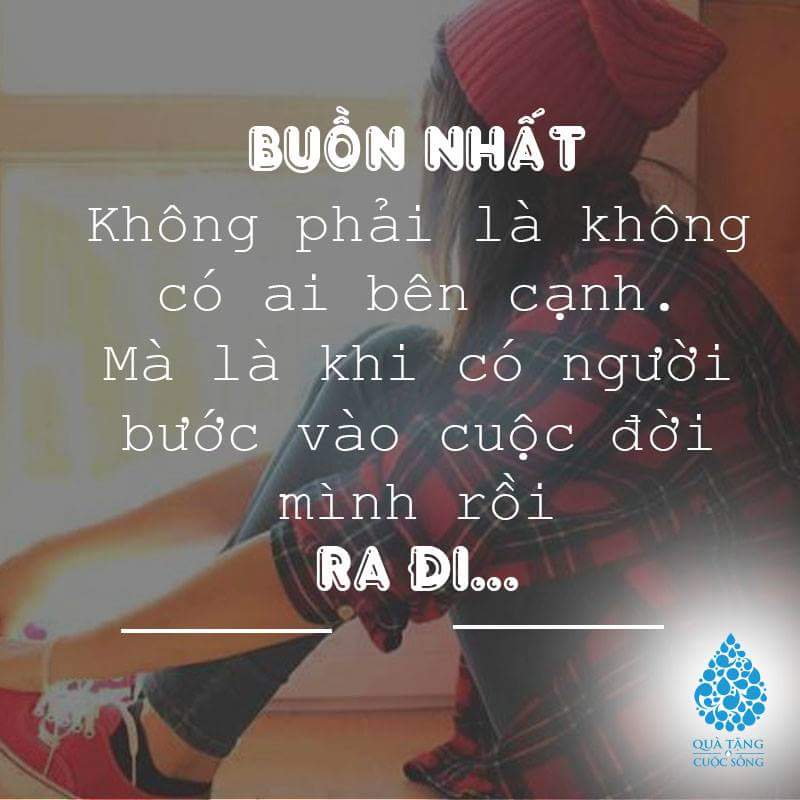 BUỒN NHẤT
Không phải là không
có ai bên cạnh.
Mà là khi có người
bước vào cuộc đời
mình rồi
RA ĐI...
QUÀ TẶNG
CUỘC SỐNG